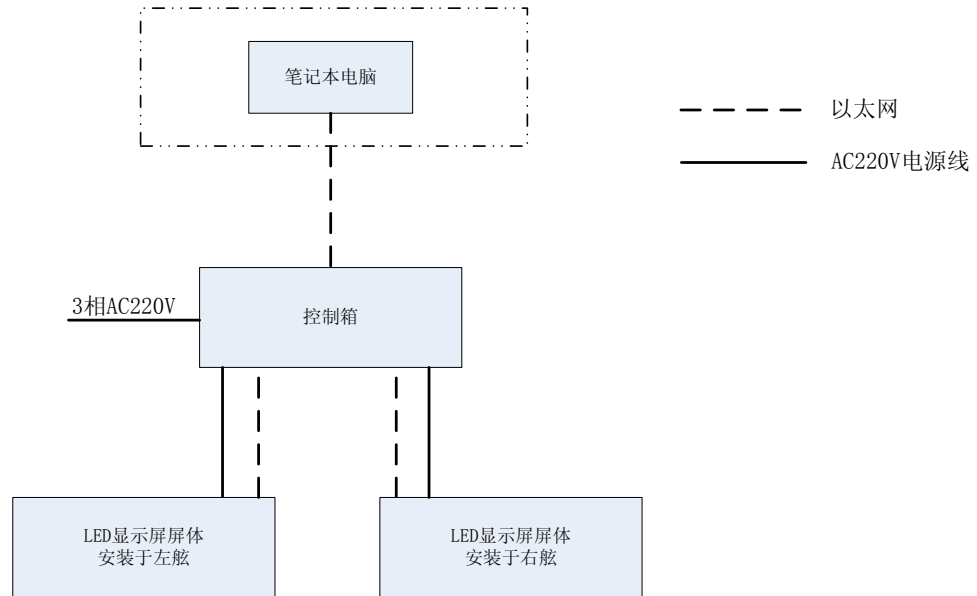 笔记本电脑
以太网
AC220V电源线
3相AC220V
控制箱
LED显示屏屏体
安装于左舷
LED显示屏屏体
安装于右舷